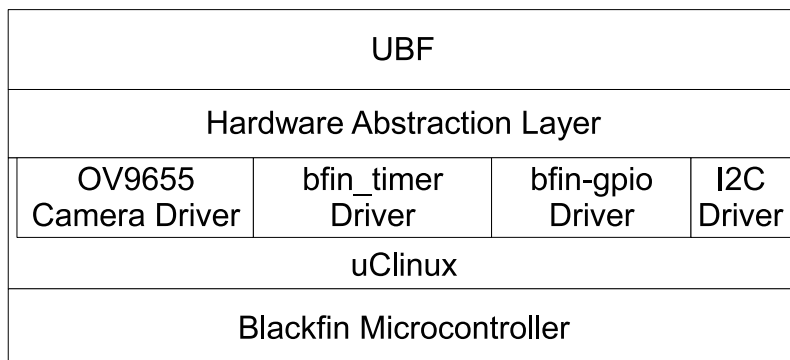 UBF
Hardware Abstraction Layer
OV9655
Camera Driver
bfin_timer
Driver
bfin-gpio
Driver
I2C
Driver
uClinux
Blackfin Microcontroller